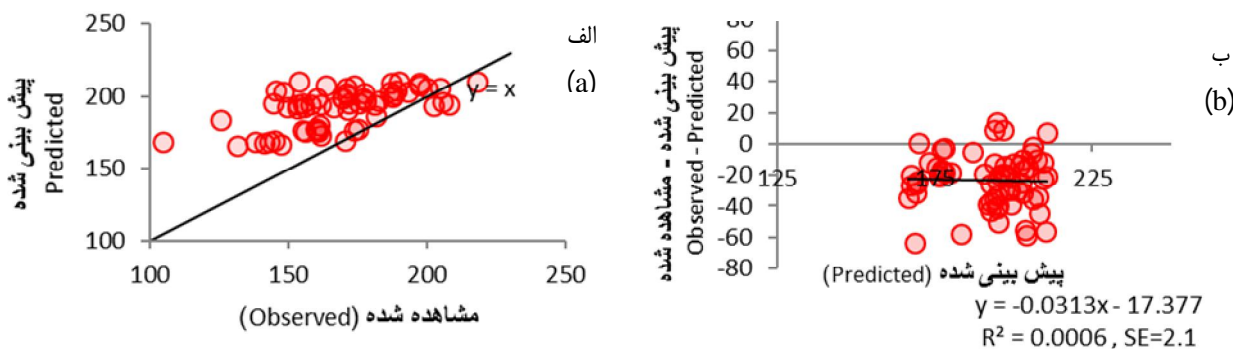 250
200
150
100
پیش بینی شده
Predicted
100
150
200
250
(Observed) مشاهده شده
y = x
الف
(a)
80
60
40
20
0
-20
-40
-60
-80
پیش بینی شده - مشاهده شده
Observed - Predicted
125
175
225
(Predicted) پیش بینی شده
y = -0.0313x - 17.377
R² = 0.0006 , SE=2.1
ب
(b)